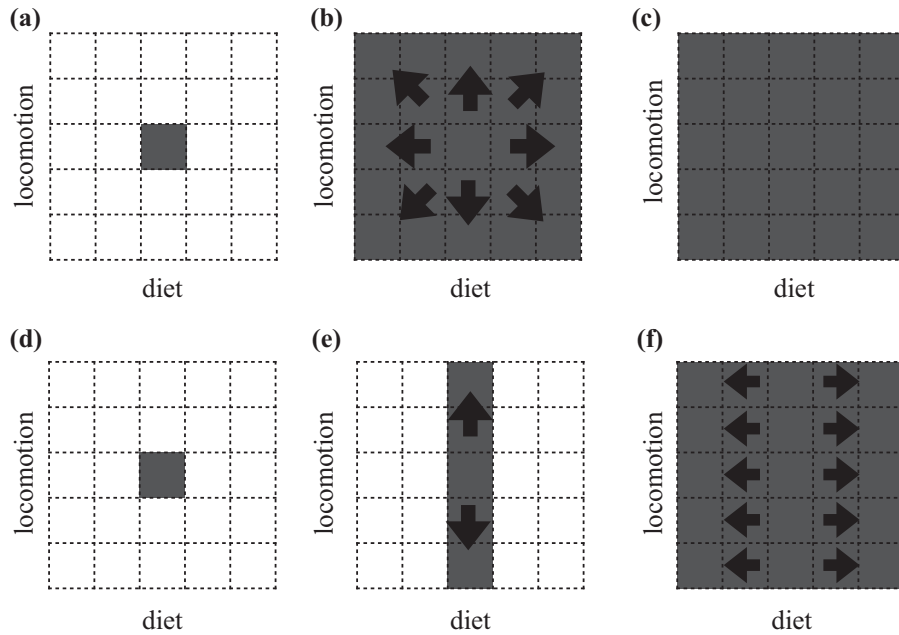 (a)
locomotion
diet
(b)
locomotion
diet
(c)
locomotion
diet
(d)
locomotion
diet
(e)
locomotion
diet
(f)
locomotion
diet